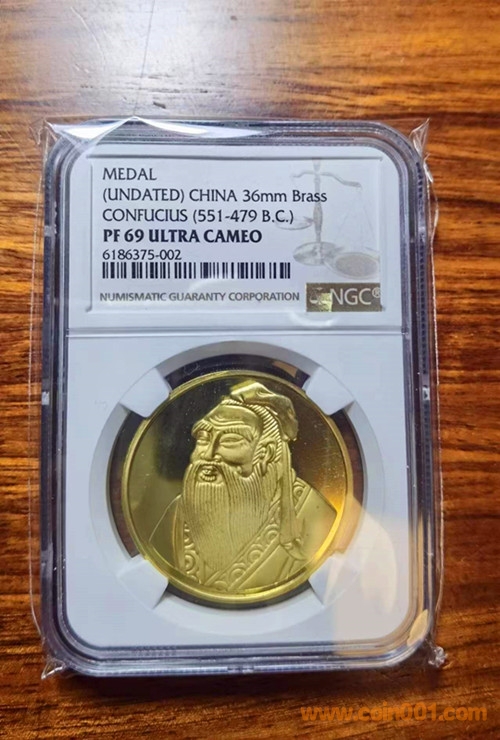 MEDAL
(UNDATED) CHINA 36mm Brass
CONFUCIUS (551-479 B.C.)
PF 69 ULTRA CAMEO
6186375-002
NUMISMATIC GUARANTY CORPORATION
NGC®
www.coin001.com